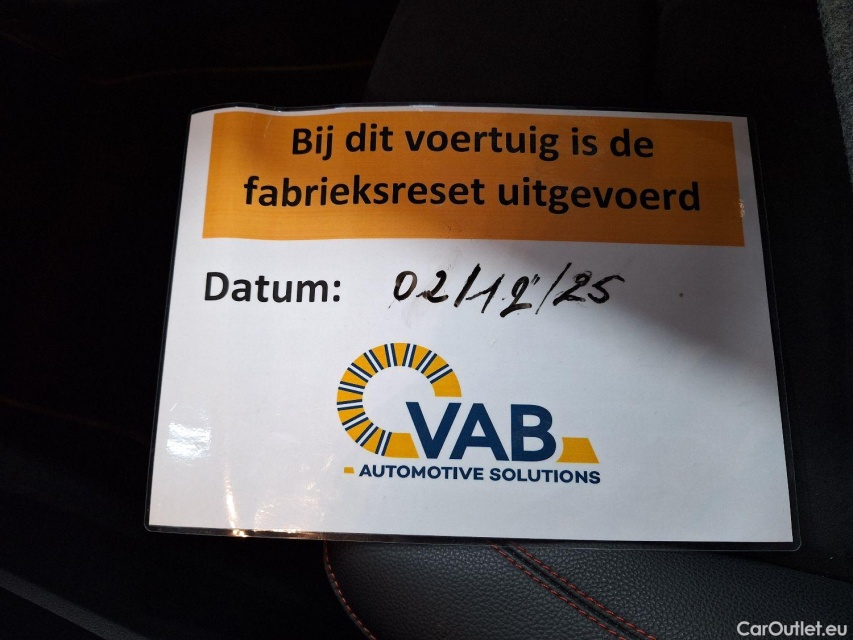 Bij dit voertuig is de
fabrieksreset uitgevoerd
Datum: 02/12/25
VAB
AUTOMOTIVE SOLUTIONS
CarOutlet.eu